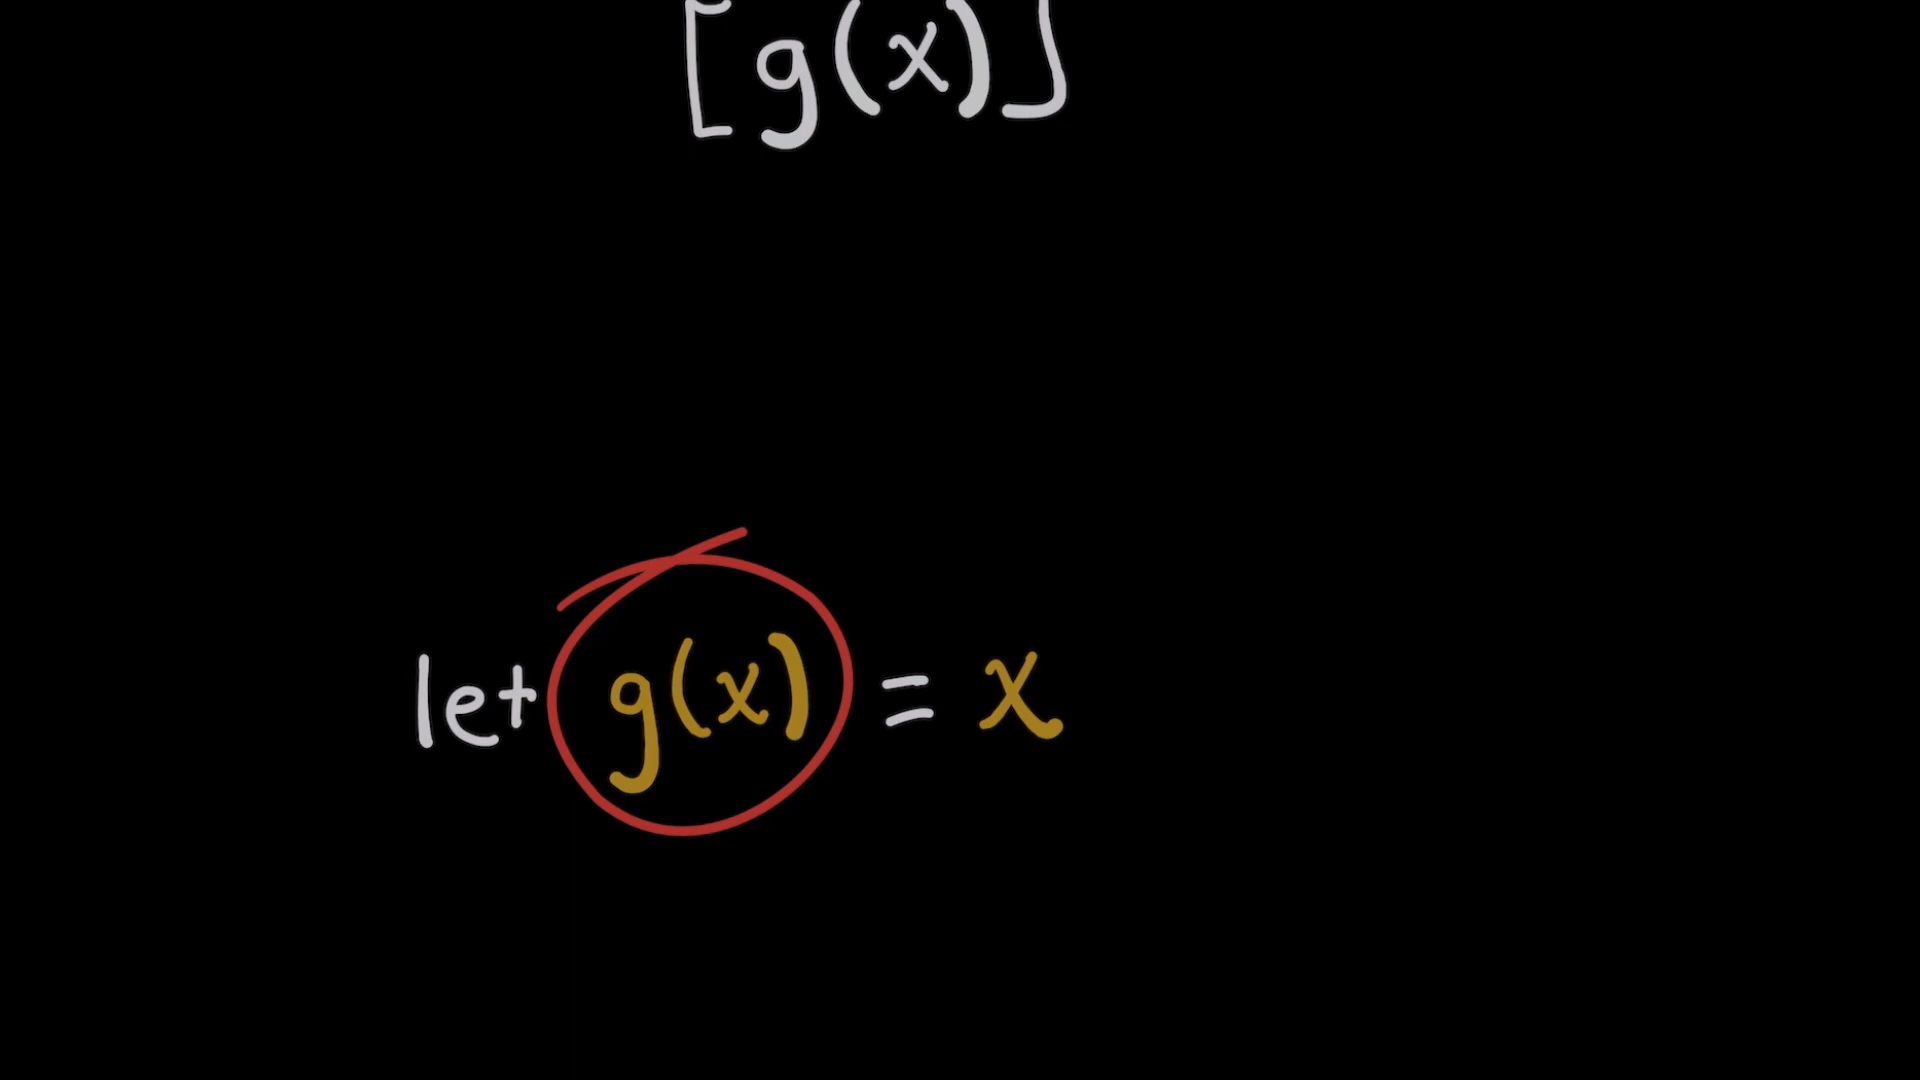 [g(x)]
let g(x) = x